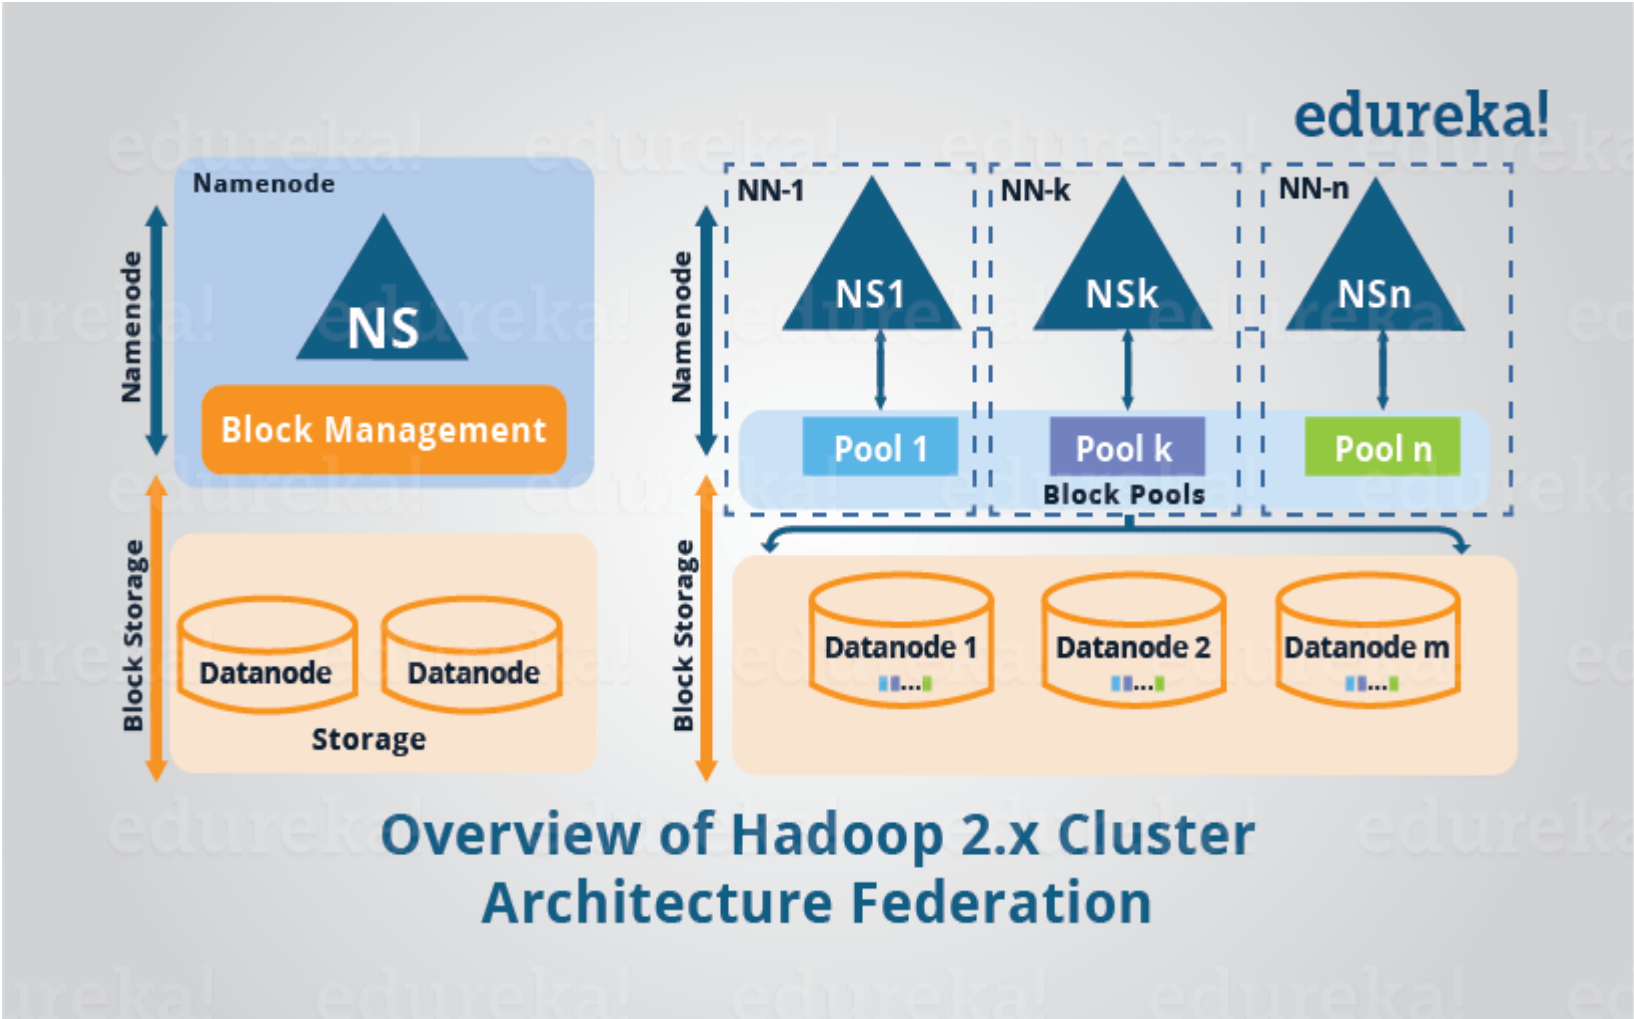 edureka!
Namenode
NS
Block Management
Namenode
Block Storage
Datanode
Datanode
Storage
NN-1
NN-k
NN-n
NS1
NSk
NSn
Namenode
Pool 1
Pool k
Pool n
Block Pools
Block Storage
Datanode 1
Datanode 2
Datanode m
...
...
...
Overview of Hadoop 2.x Cluster
Architecture Federation